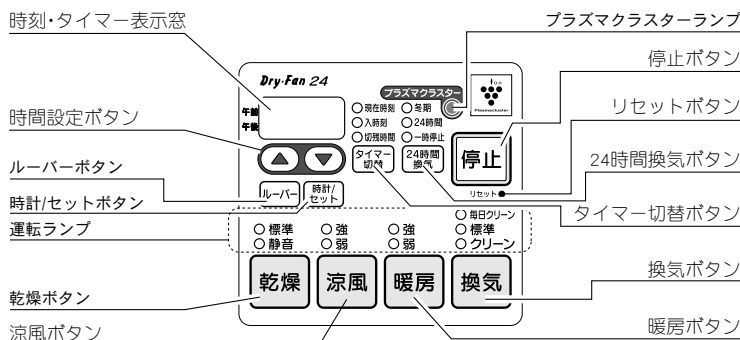 時刻・タイマー表示窓
プラズマクラスターランプ
停止ボタン
リセットボタン
24時間換気ボタン
タイマー切替ボタン
換気ボタン
暖房ボタン
時間設定ボタン
ルーバーボタン
時計/セットボタン
運転ランプ
乾燥ボタン
涼風ボタン
Dry・Fan 24
プラズマクラスター
ion
Plasmacluster
午前
午後
現在時刻 冬期
入時刻 24時間
切残時間 一時停止
タイマー
切替
24時間
換気
停止
リセット
ルーバー
時計/
セット
毎日クリーン
標準 強 強 標準
静音 弱 弱 クリーン
乾燥 涼風 暖房 換気